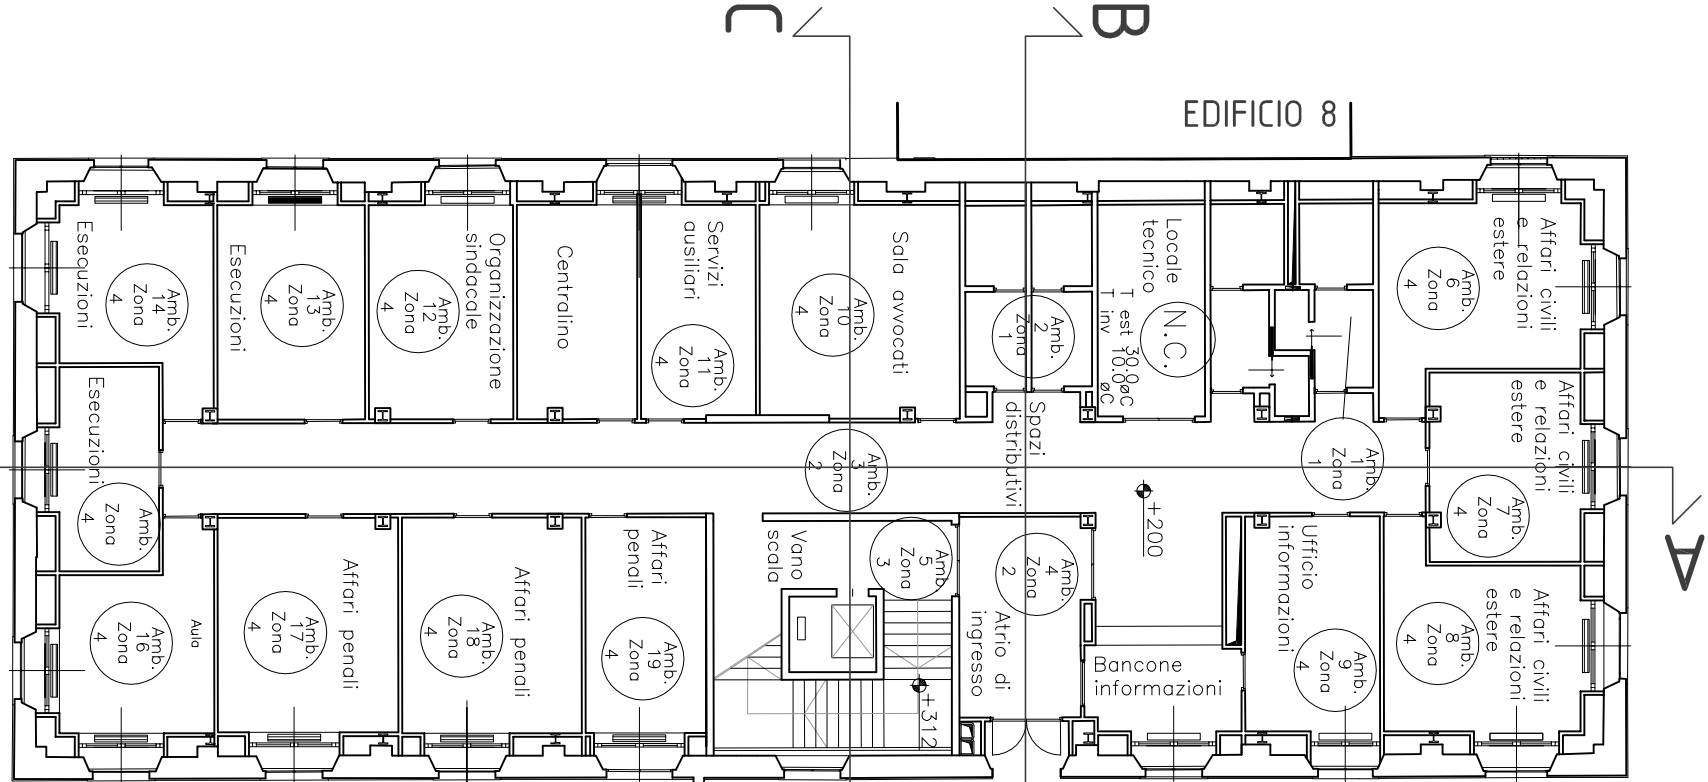 C
B
EDIFICIO 8
A
Esecuzioni
Amb.
14
Zona
4
Esecuzioni
Amb.
13
Zona
4
Organizzazione
sindacale
Amb.
12
Zona
4
Centralino
Servizi
ausiliari
Amb.
11
Zona
4
Sala avvocati
Amb.
10
Zona
4
Amb.
2
Zona
1
Locale
tecnico
N.C.
T est 30.0øC
T inv 10.0øC
Affari civili
e relazioni
estere
Amb.
6
Zona
4
Esecuzioni
Amb.
Zona
4
Amb.
3
Zona
2
Spazi
distributivi
+200
Amb.
1
Zona
1
Affari civili
e relazioni
estere
Amb.
7
Zona
4
Aula
Amb.
16
Zona
4
Affari penali
Amb.
17
Zona
4
Affari penali
Amb.
18
Zona
4
Affari
penali
Amb.
19
Zona
4
Vano
scala
Amb.
5
Zona
3
+312
Amb.
4
Zona
2
Atrio di
ingresso
Bancone
informazioni
Ufficio
informazioni
Amb.
9
Zona
4
Affari civili
e relazioni
estere
Amb.
8
Zona
4